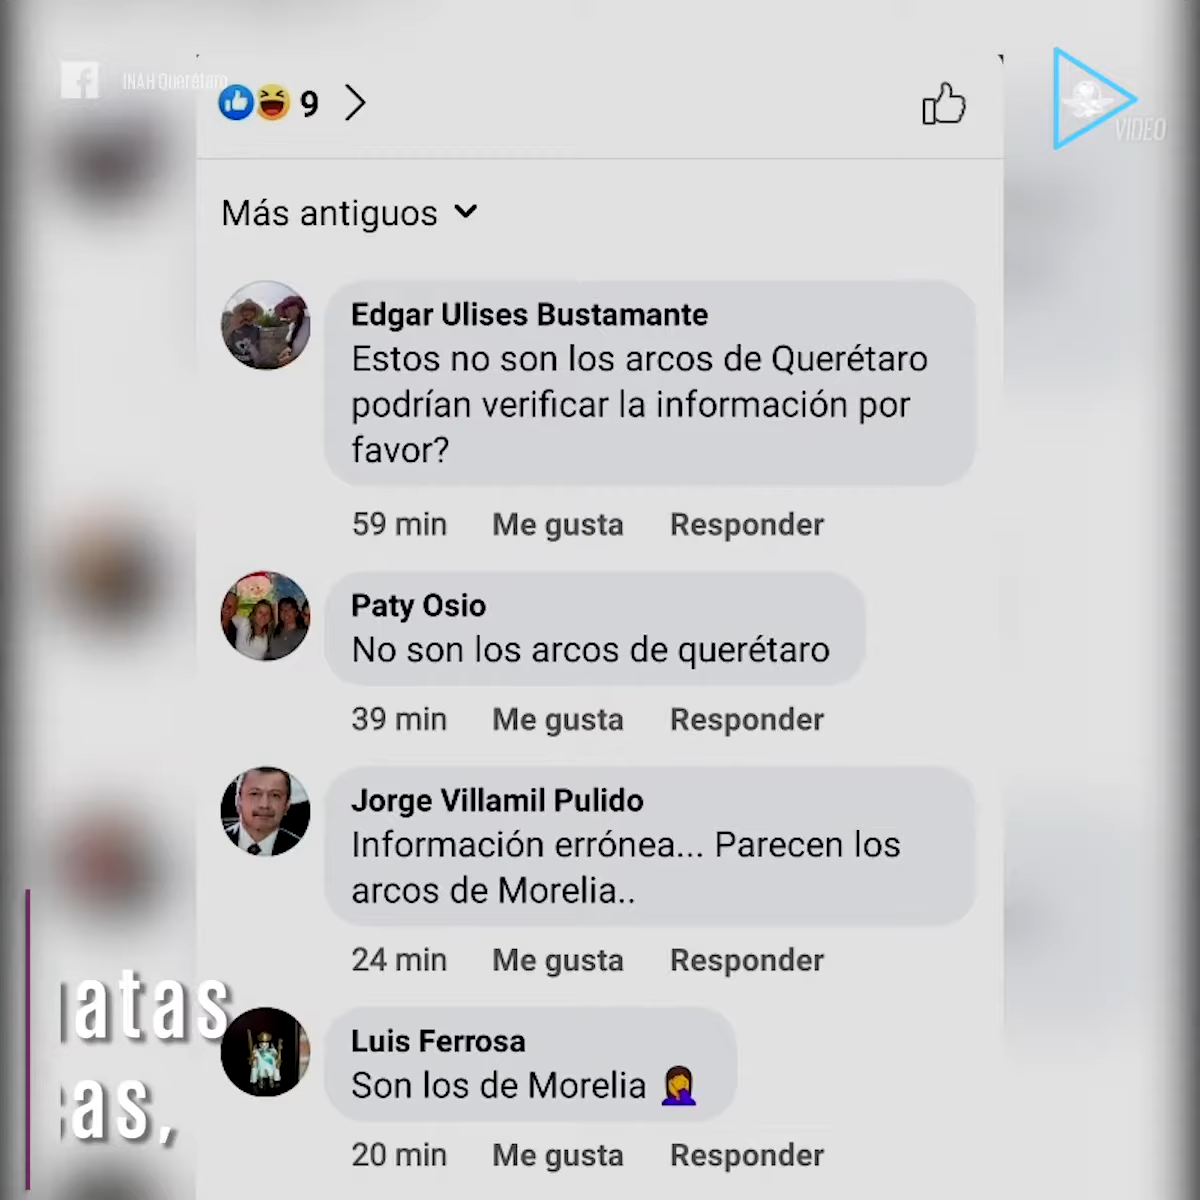 INAH Querétaro
9
VIDEO
Más antiguos
Edgar Ulises Bustamante
Estos no son los arcos de Querétaro
podrían verificar la información por
favor?
59 min Me gusta Responder
Paty Osio
No son los arcos de querétaro
39 min Me gusta Responder
Jorge Villamil Pulido
Información errónea... Parecen los
arcos de Morelia..
24 min Me gusta Responder
Luis Ferrosa
Son los de Morelia 🤦‍♀️
20 min Me gusta Responder